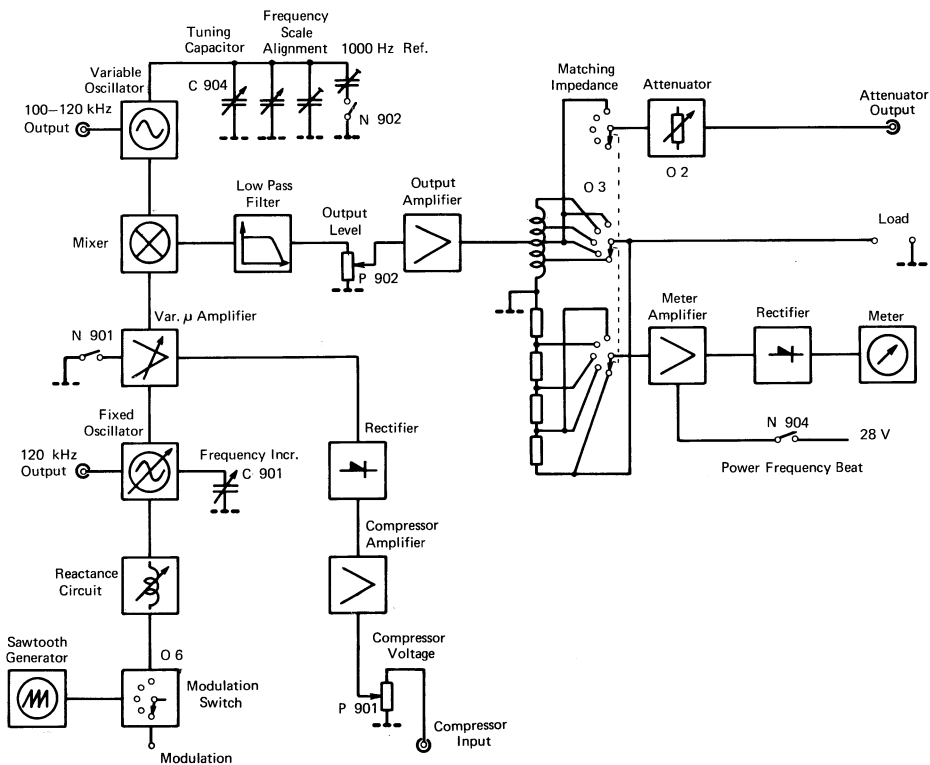 Frequency
Scale
Alignment
Tuning
Capacitor
1000 Hz Ref.
Variable
Oscillator
C 904
N 902
100–120 kHz
Output
Matching
Impedance
Attenuator
Attenuator
Output
O 2
O 3
Low Pass
Filter
Output
Level
Output
Amplifier
Mixer
P 902
Load
Var. μ Amplifier
N 901
Meter
Amplifier
Rectifier
Meter
Fixed
Oscillator
120 kHz
Output
Frequency Incr.
C 901
Rectifier
N 904
28 V
Power Frequency Beat
Compressor
Amplifier
Reactance
Circuit
Sawtooth
Generator
O 6
Modulation
Switch
Compressor
Voltage
P 901
Compressor
Input
Modulation